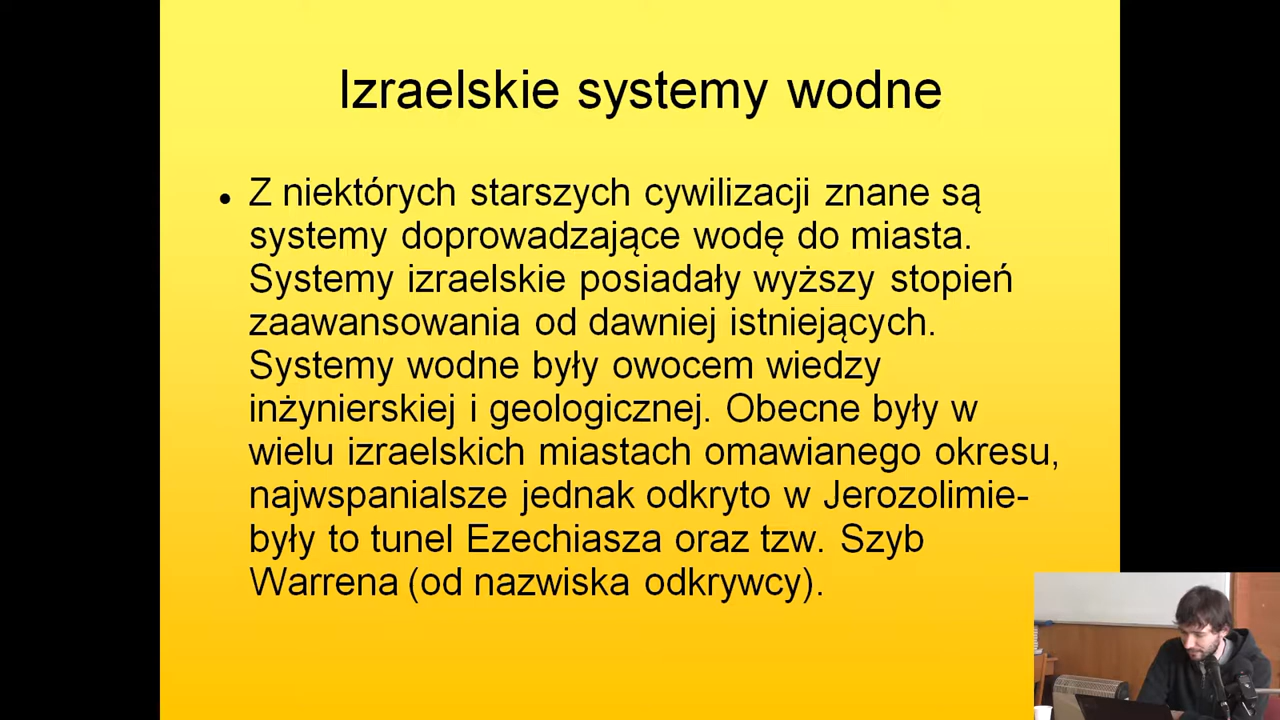 Izraelskie systemy wodne
Z niektórych starszych cywilizacji znane są
systemy doprowadzające wodę do miasta.
Systemy izraelskie posiadały wyższy stopień
zaawansowania od dawniej istniejących.
Systemy wodne były owocem wiedzy
inżynierskiej i geologicznej. Obecne były w
wielu izraelskich miastach omawianego okresu,
najwspanialsze jednak odkryto w Jerozolimie-
były to tunel Ezechiasza oraz tzw. Szyb
Warrena (od nazwiska odkrywcy).